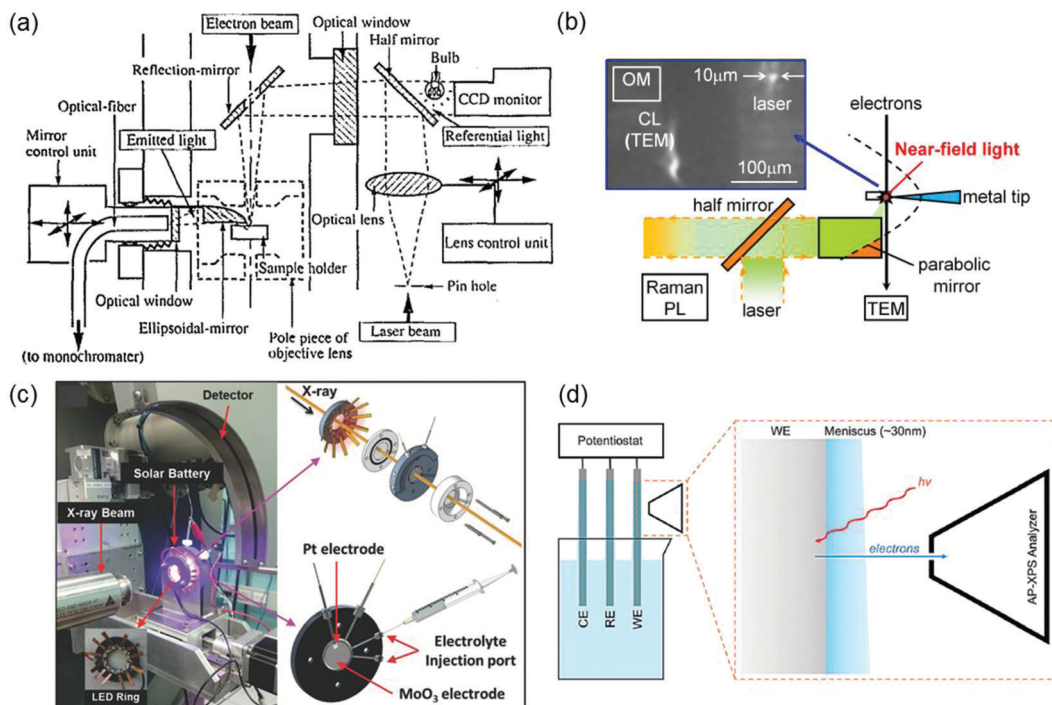 (a)
Electron beam
Optical window
Half mirror
Reflection-mirror
Bulb
Optical-fiber
CCD monitor
Mirror
control unit
Emitted light
Referential light
Optical lens
Lens control unit
Sample holder
Pin hole
Optical window
Ellipsoidal-mirror
Pole piece of
objective lens
Laser beam
(to monochromater)
(b)
OM
10μm
laser
CL
(TEM)
100μm
electrons
Near-field light
metal tip
half mirror
parabolic
mirror
Raman
PL
laser
TEM
(c)
Detector
X-ray
Solar Battery
X-ray Beam
Pt electrode
Electrolyte
Injection port
MoO₃ electrode
LED Ring
(d)
Potentiostat
WE
Meniscus (~30nm)
hv
electrons
AP-XPS Analyzer
CE
RE
WE